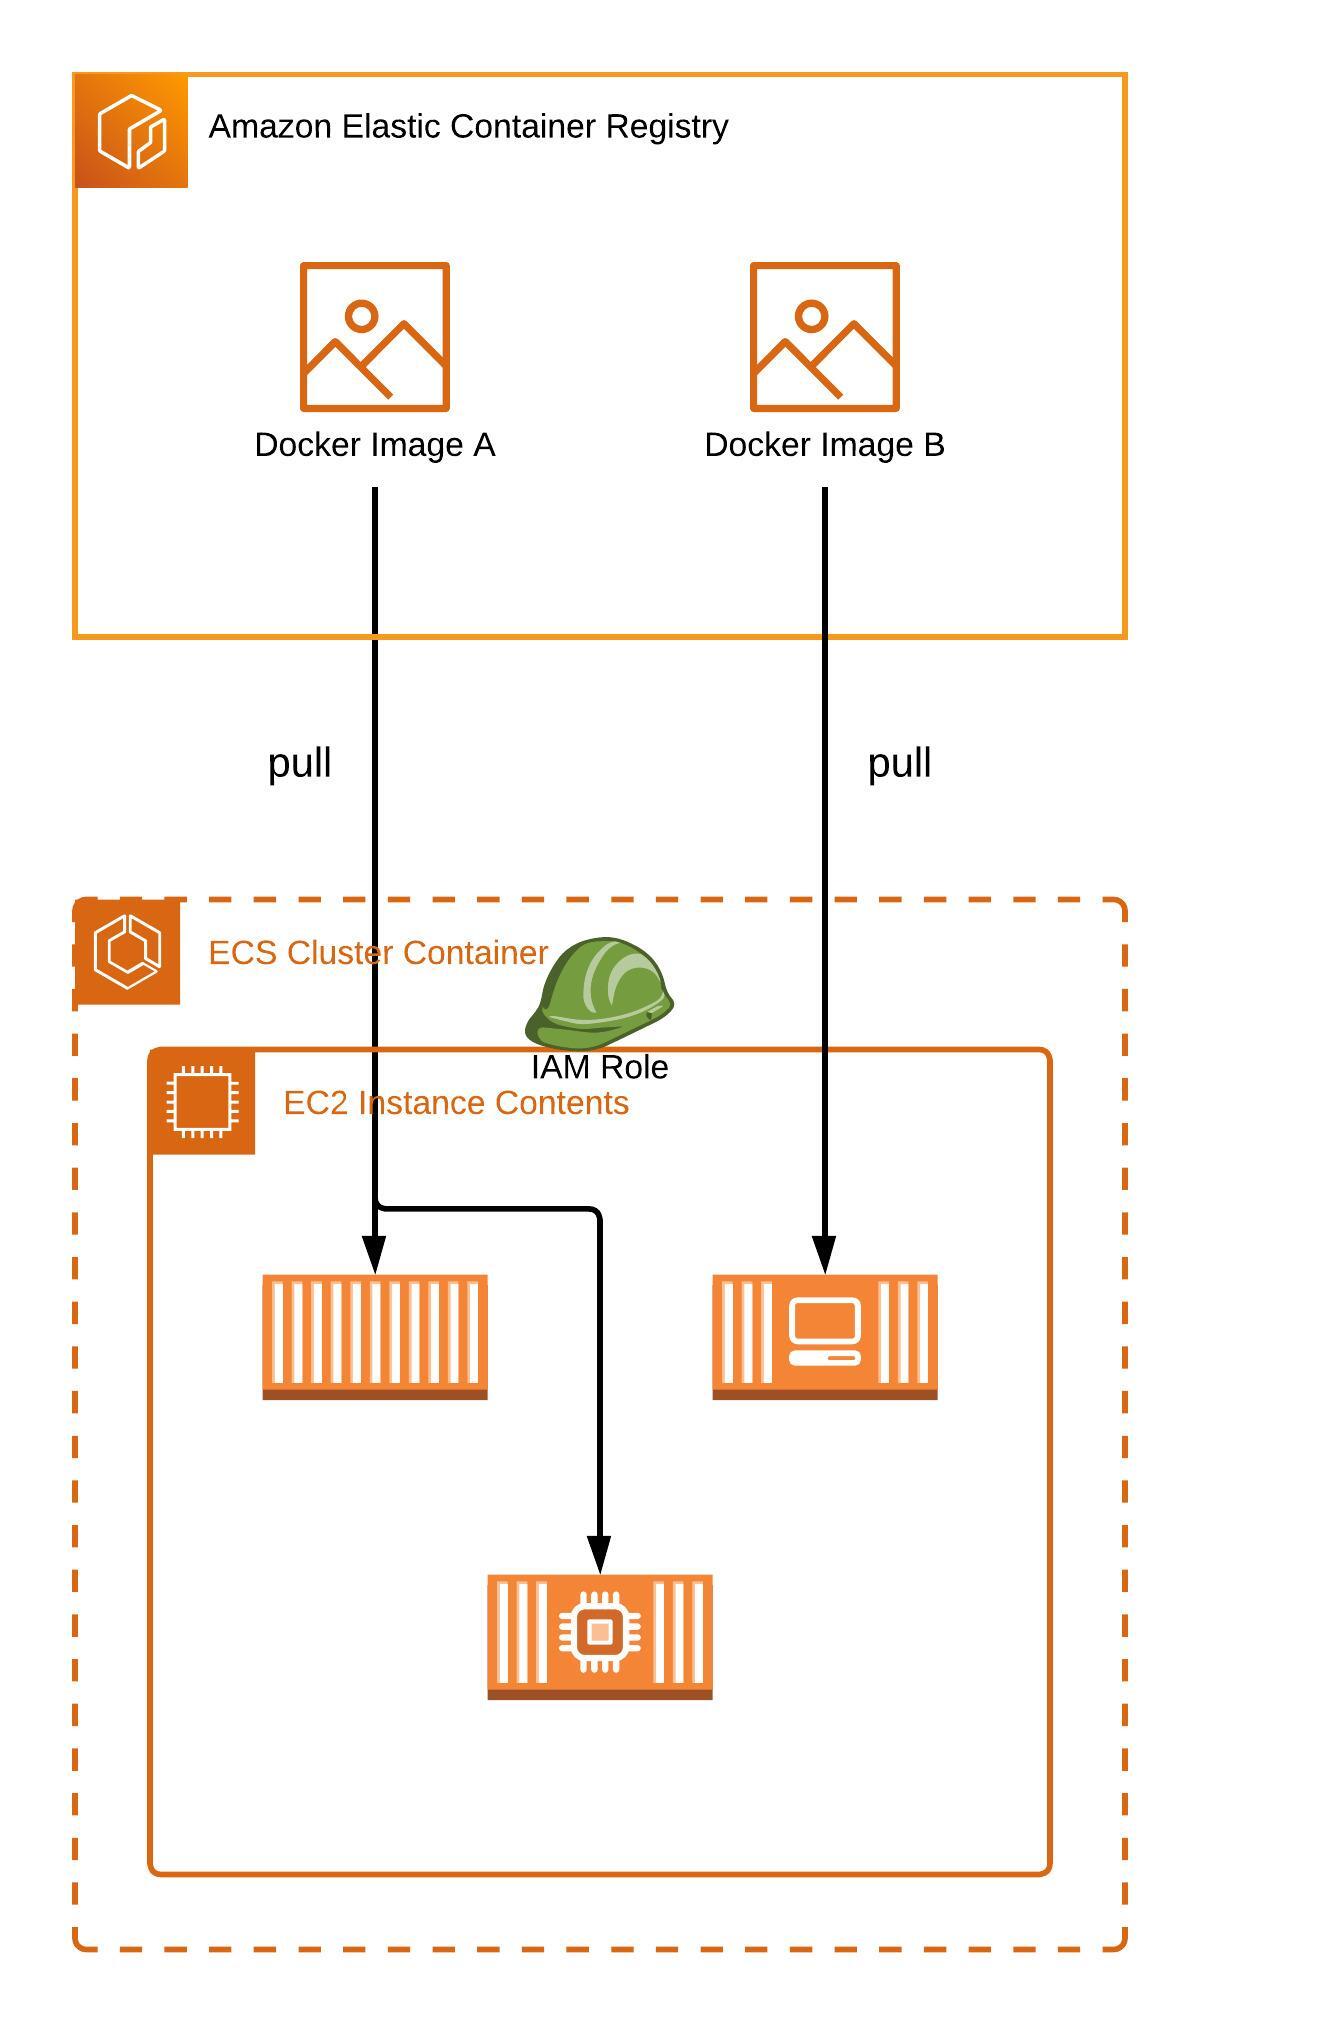 Amazon Elastic Container Registry
Docker Image A
Docker Image B
pull
pull
ECS Cluster Container
IAM Role
EC2 Instance Contents